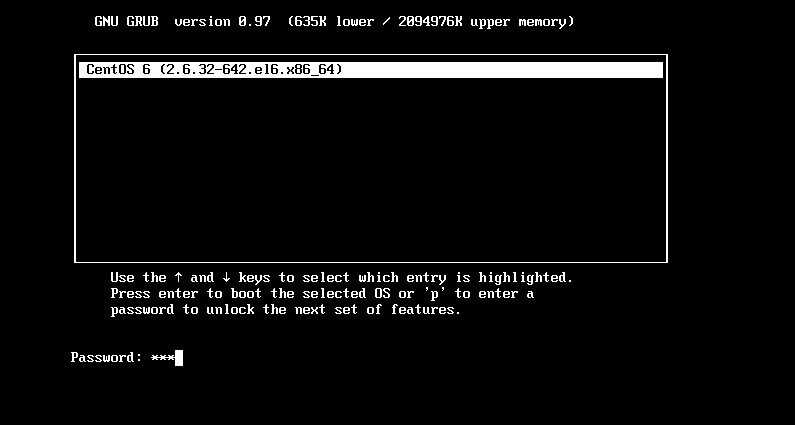 GNU GRUB  version 0.97  (635K lower / 2094976K upper memory)
CentOS 6 (2.6.32-642.el6.x86_64)
Use the ↑ and ↓ keys to select which entry is highlighted.
Press enter to boot the selected OS or 'p' to enter a
password to unlock the next set of features.
Password: ***